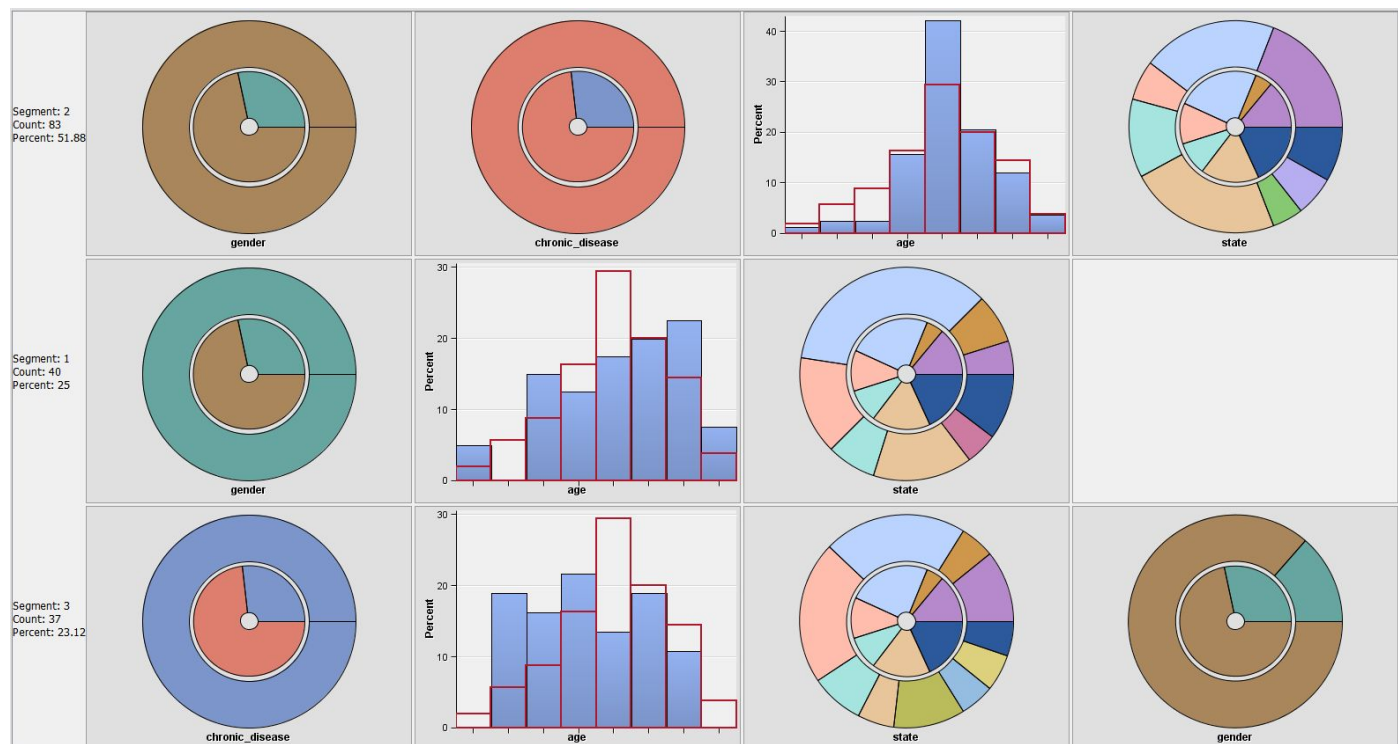 Segment: 2
Count: 83
Percent: 51.88
gender
chronic_disease
Percent
40
30
20
10
0
age
state
Segment: 1
Count: 40
Percent: 25
gender
Percent
30
20
10
0
age
state
Segment: 3
Count: 37
Percent: 23.12
chronic_disease
Percent
30
20
10
0
age
state
gender